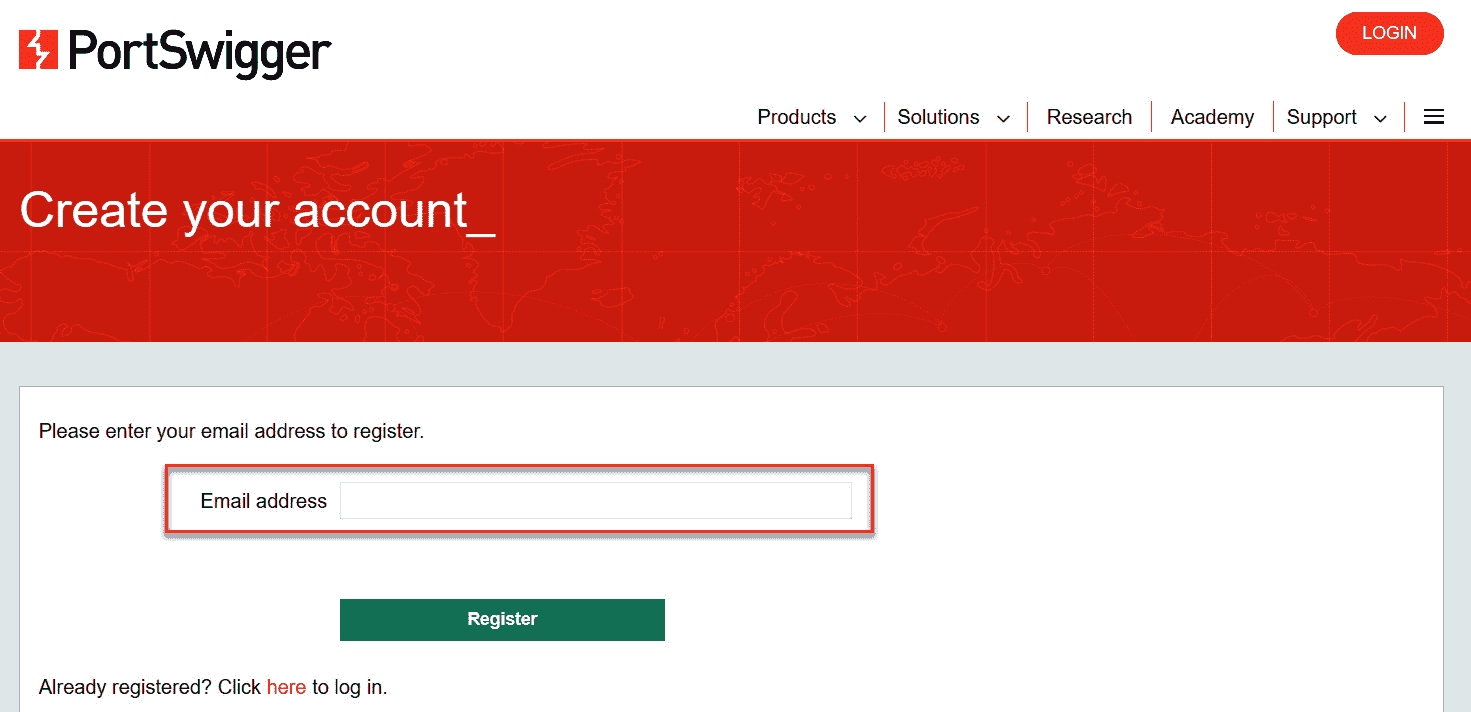 PortSwigger
LOGIN
Products
Solutions
Research
Academy
Support
Create your account_
Please enter your email address to register.
Email address
Register
Already registered? Click here to log in.